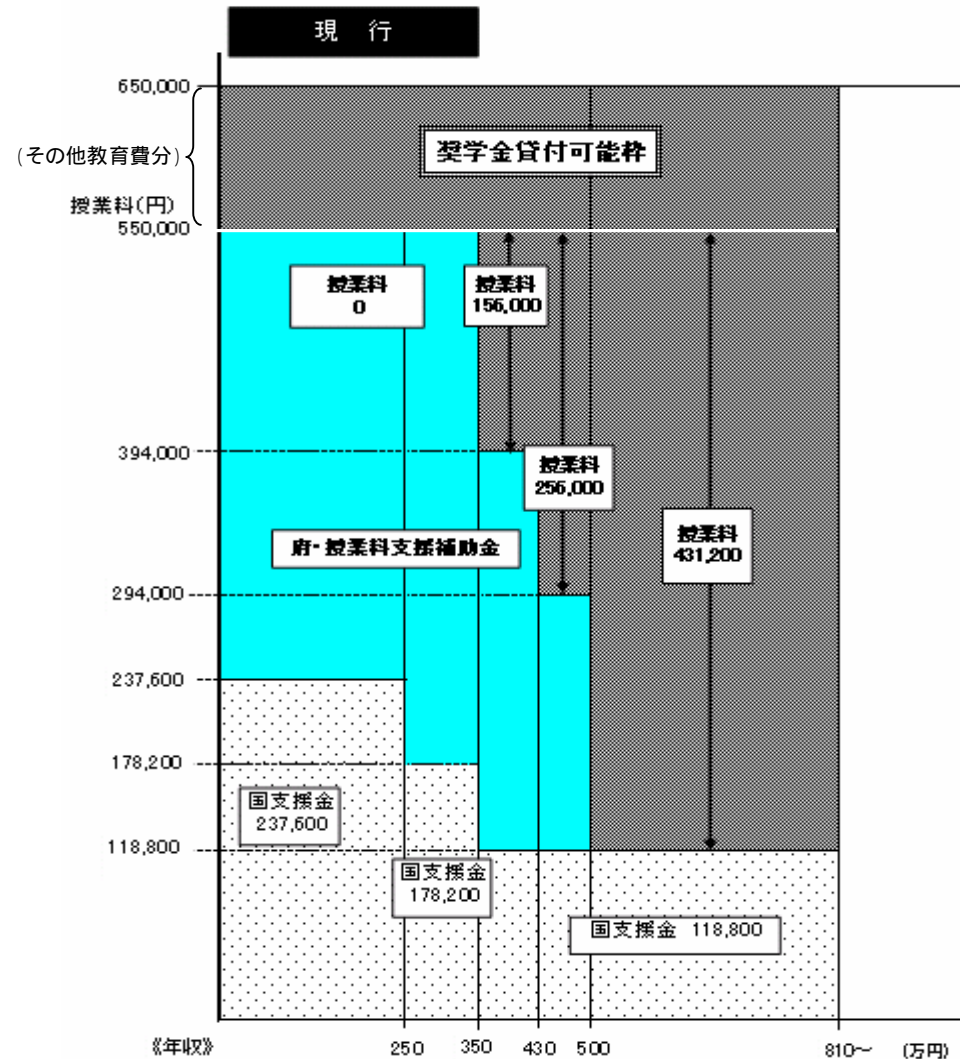 現 行
650,000
(その他教育費分)
奨学金貸付可能枠
授業料(円)
550,000
授業料
0
授業料
156,000
394,000
授業料
256,000
授業料
431,200
府・授業料支援補助金
294,000
237,600
178,200
国支援金
237,600
118,800
国支援金
178,200
国支援金 118,800
《年収》 250 350 430 500 810～ (万円)